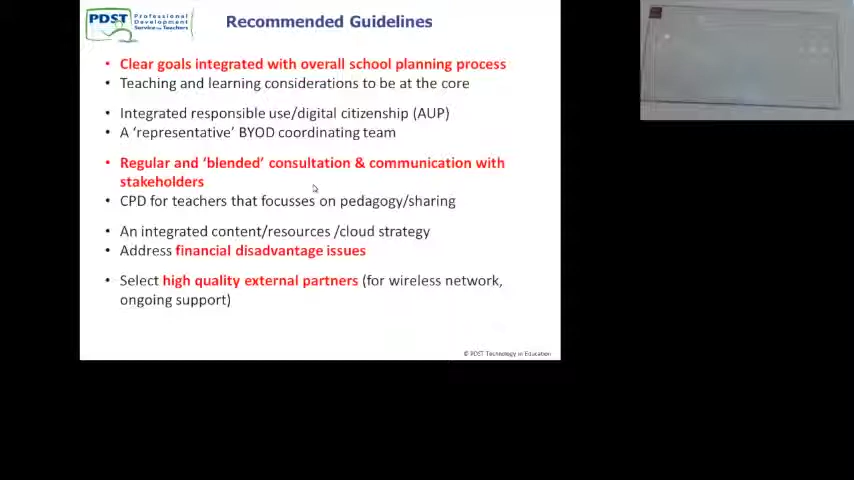 PDST Professional
Development
Service for Teachers
Recommended Guidelines
• Clear goals integrated with overall school planning process
• Teaching and learning considerations to be at the core
• Integrated responsible use/digital citizenship (AUP)
• A ‘representative’ BYOD coordinating team
• Regular and ‘blended’ consultation & communication with
stakeholders
• CPD for teachers that focusses on pedagogy/sharing
• An integrated content/resources /cloud strategy
• Address financial disadvantage issues
• Select high quality external partners (for wireless network,
ongoing support)
© PDST Technology in Education